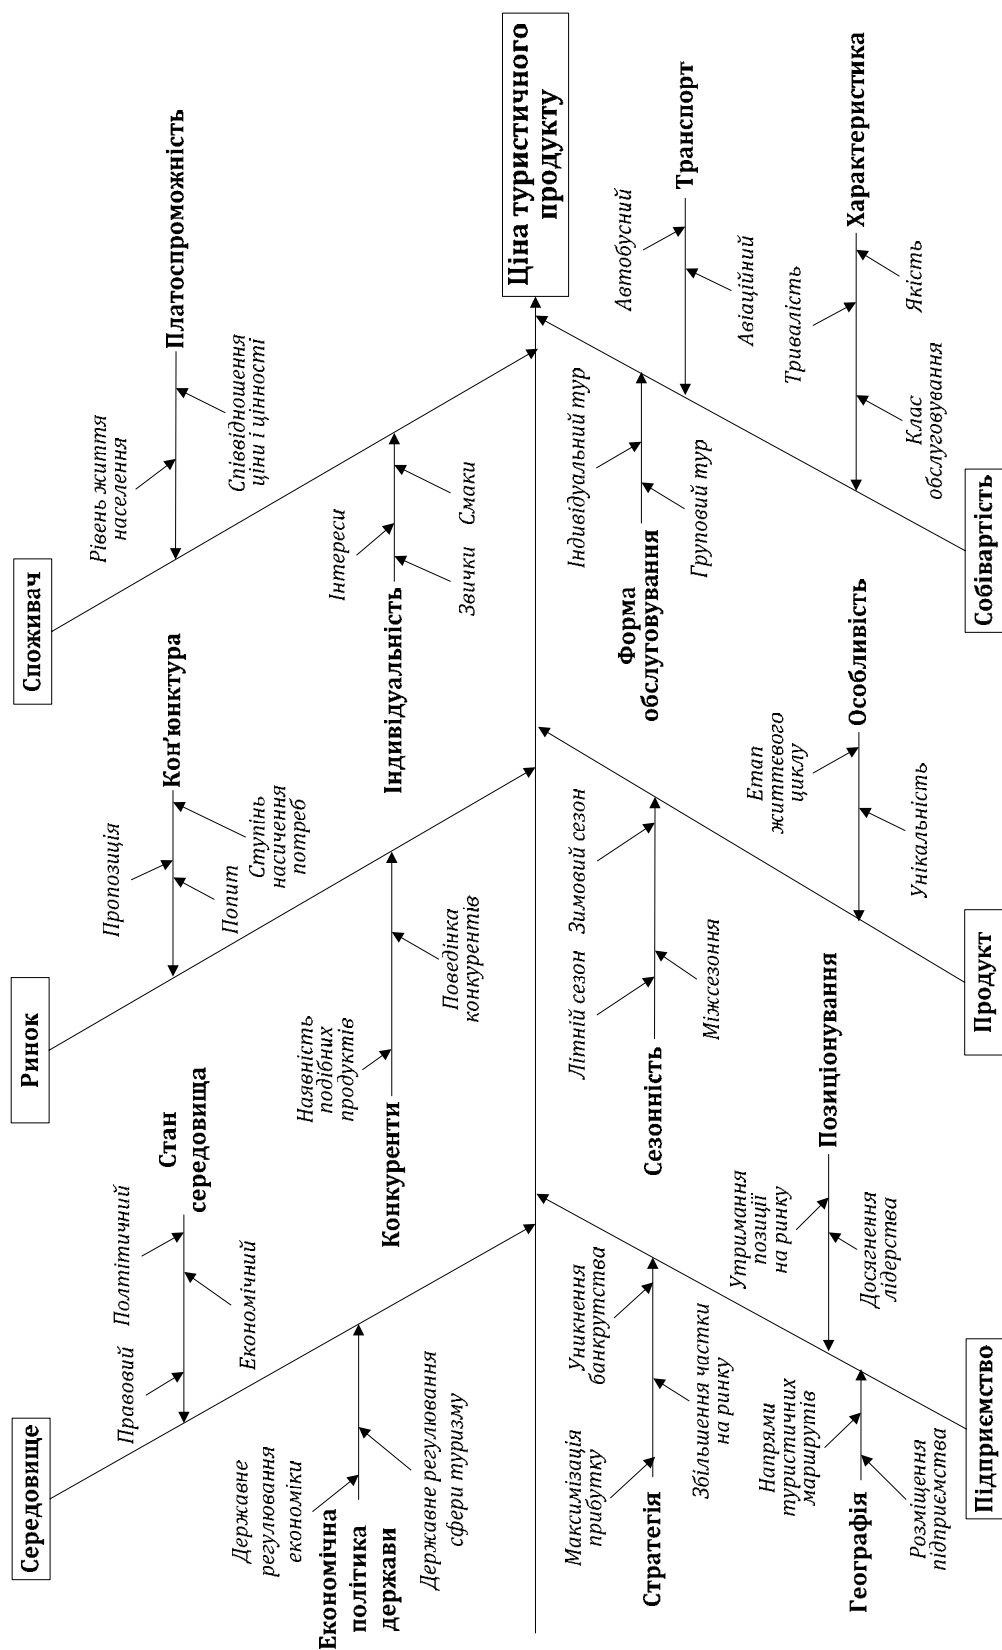 Середовище
Ринок
Споживач
Правовий
Полтітичний
Стан
середовища
Економічний
Пропозиція
Кон'юнктура
Попит
Ступінь
насичення
потреб
Рівень життя
населення
Платоспроможність
Співвідношення
ціни і цінності
Державне
регулювання
економіки
Економічна
політика
держави
Державне регулювання
сфери туризму
Наявність
подібних
продуктів
Конкуренти
Поведінка
конкурентів
Інтереси
Індивідуальність
Звички
Смаки
Ціна туристичного
продукту
Максимізація
прибутку
Уникнення
банкрутства
Стратегія
Збільшення частки
на ринку
Літній сезон
Зимовий сезон
Сезонність
Міжсезоння
Індивідуальний тур
Форма
обслуговування
Груповий тур
Автобусний
Транспорт
Авіаційний
Утримання
позиції
на ринку
Позиціонування
Досягнення
лідерства
Напрями
туристичних
маршрутів
Географія
Розміщення
підприємства
Етап
життєвого
циклу
Особливість
Унікальність
Тривалість
Характеристика
Клас
обслуговування
Якість
Підприємство
Продукт
Собівартість